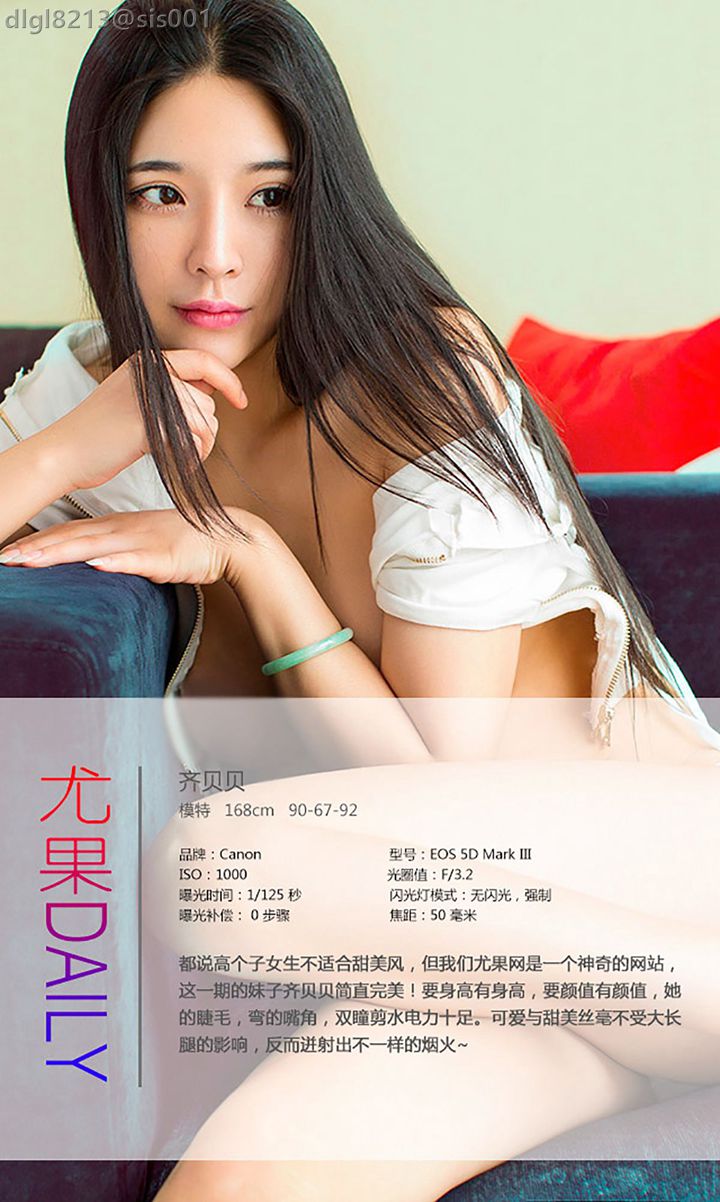 dlgl8213@sis001
尤果DAILY
齐贝贝
模特 168cm 90-67-92
品牌：Canon 型号：EOS 5D Mark III
ISO：1000 光圈值：F/3.2
曝光时间：1/125 秒 闪光灯模式：无闪光，强制
曝光补偿： 0 步骤 焦距：50 毫米
都说高个子女生不适合甜美风，但我们尤果网是一个神奇的网站，
这一期的妹子齐贝贝简直完美！要身高有身高，要颜值有颜值，她
的睫毛，弯的嘴角，双瞳剪水电力十足。可爱与甜美丝毫不受大长
腿的影响，反而迸射出不一样的烟火~